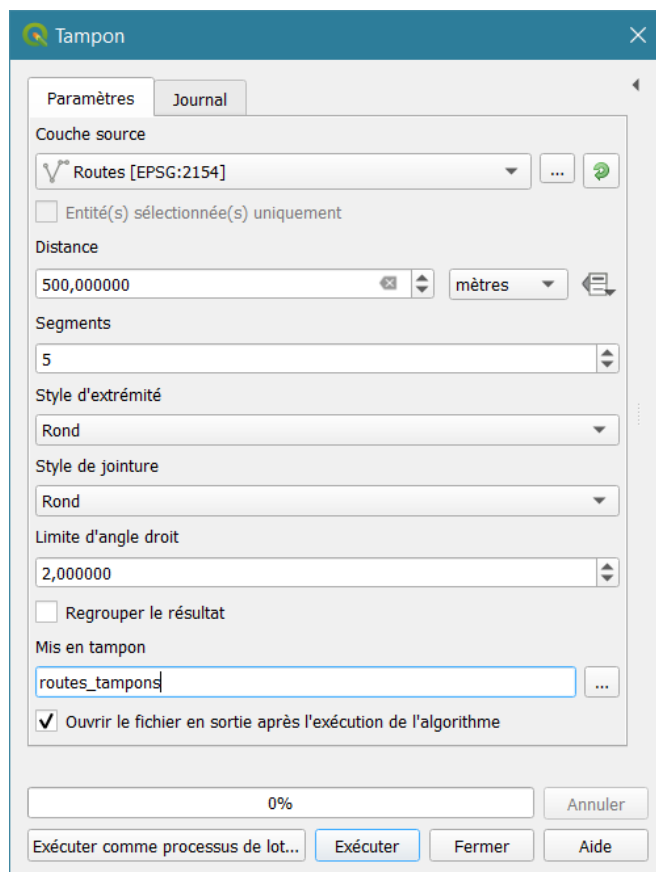 Tampon
Paramètres
Journal
Couche source
Routes [EPSG:2154]
...
Entité(s) sélectionnée(s) uniquement
Distance
500,000000
mètres
Segments
5
Style d'extrémité
Rond
Style de jointure
Rond
Limite d'angle droit
2,000000
Regrouper le résultat
Mis en tampon
routes_tampons
...
Ouvrir le fichier en sortie après l'exécution de l'algorithme
0%
Annuler
Exécuter comme processus de lot...
Exécuter
Fermer
Aide